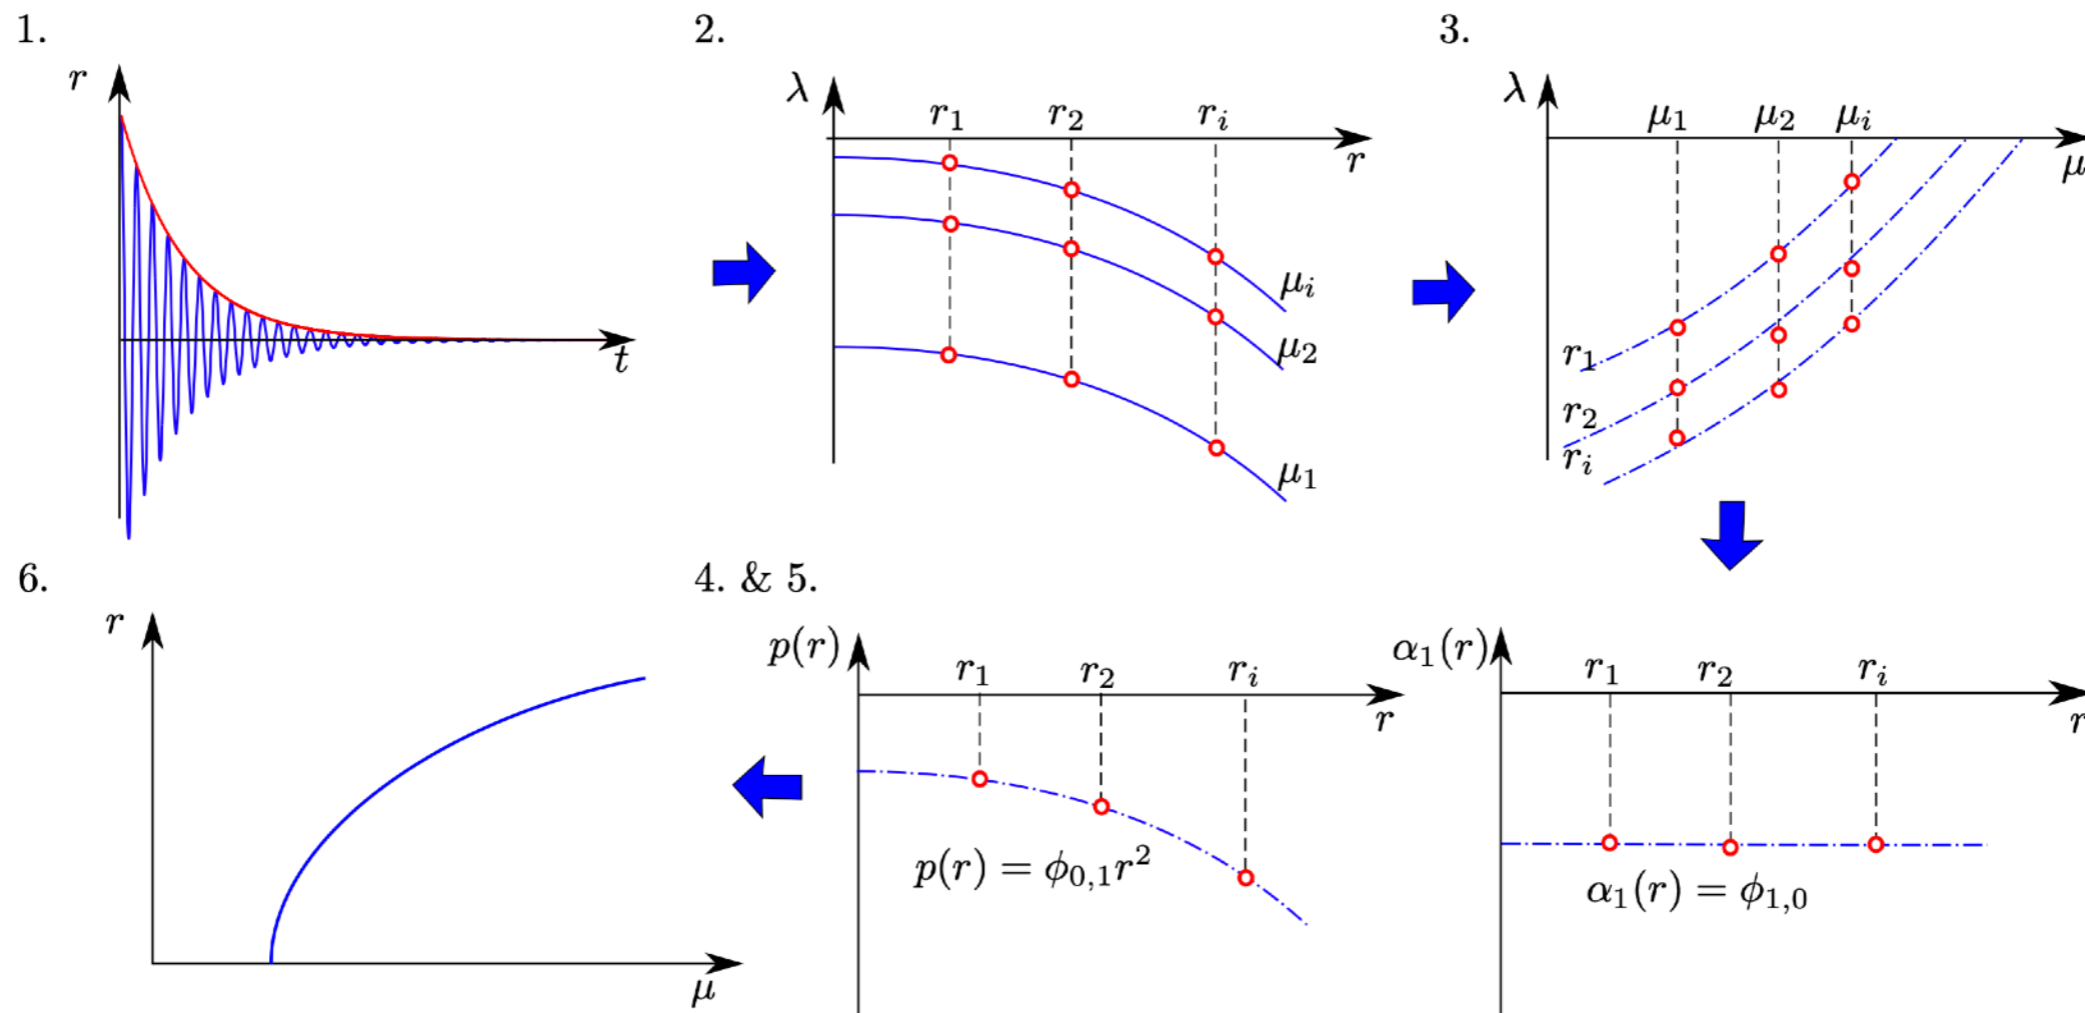 1.
r
t
2.
λ
r₁ r₂ rᵢ
r
μᵢ
μ₂
μ₁
3.
λ
μ₁ μ₂ μᵢ
μ
r₁
r₂
rᵢ
6.
r
μ
4. & 5.
p(r)
r₁ r₂ rᵢ
r
p(r) = ϕ₀,₁r²
α₁(r)
r₁ r₂ rᵢ
r
α₁(r) = ϕ₁,₀